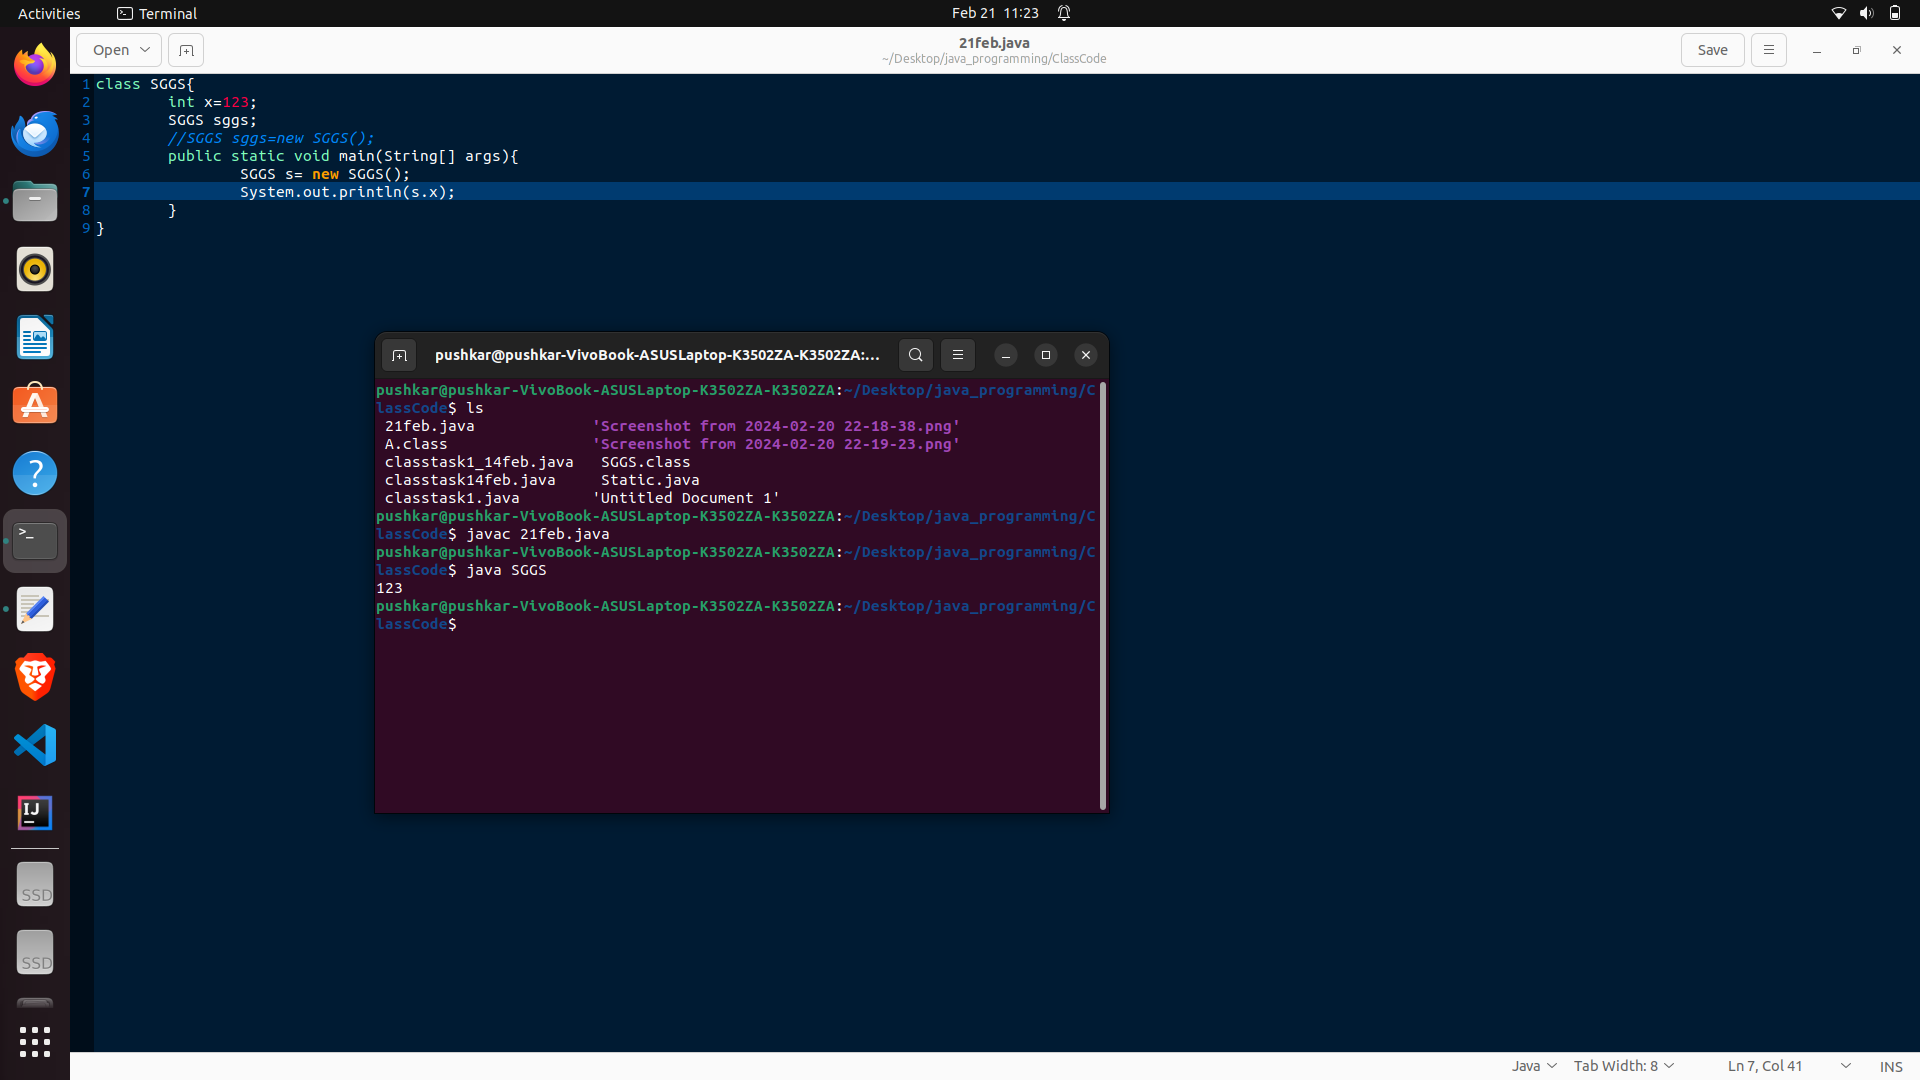 Activities Terminal Feb 21 11:23
Open 21feb.java Save
~/Desktop/java_programming/ClassCode
1 class SGGS{
2 int x=123;
3 SGGS sggs;
4 //SGGS sggs=new SGGS();
5 public static void main(String[] args){
6 SGGS s= new SGGS();
7 System.out.println(s.x);
8 }
9 }
pushkar@pushkar-VivoBook-ASUSLaptop-K3502ZA-K3502ZA:...
pushkar@pushkar-VivoBook-ASUSLaptop-K3502ZA-K3502ZA:~/Desktop/java_programming/C
lassCode$ ls
21feb.java 'Screenshot from 2024-02-20 22-18-38.png'
A.class 'Screenshot from 2024-02-20 22-19-23.png'
classtask1_14feb.java SGGS.class
classtask14feb.java Static.java
classtask1.java 'Untitled Document 1'
pushkar@pushkar-VivoBook-ASUSLaptop-K3502ZA-K3502ZA:~/Desktop/java_programming/C
lassCode$ javac 21feb.java
pushkar@pushkar-VivoBook-ASUSLaptop-K3502ZA-K3502ZA:~/Desktop/java_programming/C
lassCode$ java SGGS
123
pushkar@pushkar-VivoBook-ASUSLaptop-K3502ZA-K3502ZA:~/Desktop/java_programming/C
lassCode$
IJ
SSD
SSD
Java Tab Width: 8 Ln 7, Col 41 INS